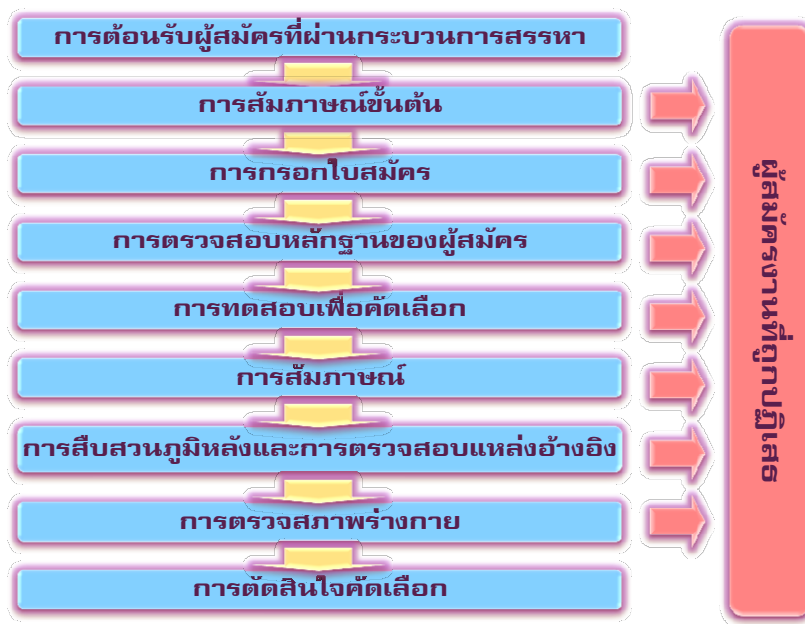 การต้อนรับผู้สมัครที่ผ่านกระบวนการสรรหา
การสัมภาษณ์ขั้นต้น
การกรอกใบสมัคร
การตรวจสอบหลักฐานของผู้สมัคร
การทดสอบเพื่อคัดเลือก
การสัมภาษณ์
การสืบสวนภูมิหลังและการตรวจสอบแหล่งอ้างอิง
การตรวจสภาพร่างกาย
การตัดสินใจคัดเลือก
ผู้สมัครงานที่ถูกปฏิเสธ